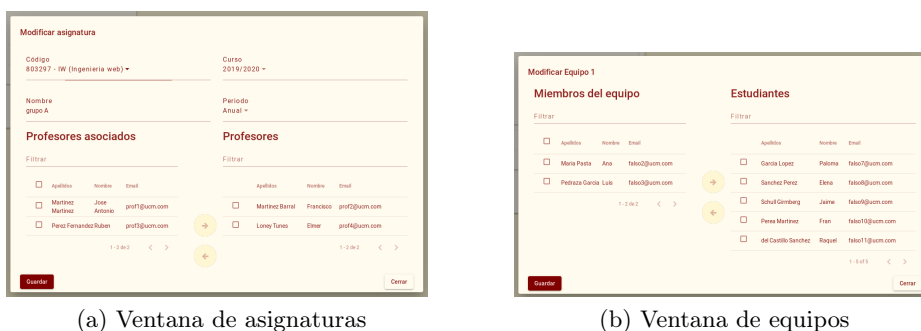 Modificar asignatura
Código
803297 - IW (Ingeniería web)
Curso
2019/2020
Nombre
grupo A
Periodo
Anual
Profesores asociados
Filtrar
Apellidos Nombre Email
Martinez Martinez Jose Antonio prof1@ucm.com
Perez Fernandez Ruben prof3@ucm.com
1 - 2 de 2
Profesores
Filtrar
Apellidos Nombre Email
Martínez Barral Francisco prof2@ucm.com
Loney Tunes Elmer prof4@ucm.com
1 - 2 de 2
Guardar
Cerrar
(a) Ventana de asignaturas
Modificar Equipo 1
Miembros del equipo
Filtrar
Apellidos Nombre Email
Maria Pasta Ana falso2@ucm.com
Pedraza Garcia Luis falso3@ucm.com
1 - 2 de 2
Estudiantes
Filtrar
Apellidos Nombre Email
Garcia Lopez Paloma falso7@ucm.com
Sanchez Perez Elena falso8@ucm.com
Schull Girnberg Jaime falso9@ucm.com
Perea Martinez Fran falso10@ucm.com
del Castillo Sanchez Raquel falso11@ucm.com
1 - 5 of 5
Guardar
Cerrar
(b) Ventana de equipos